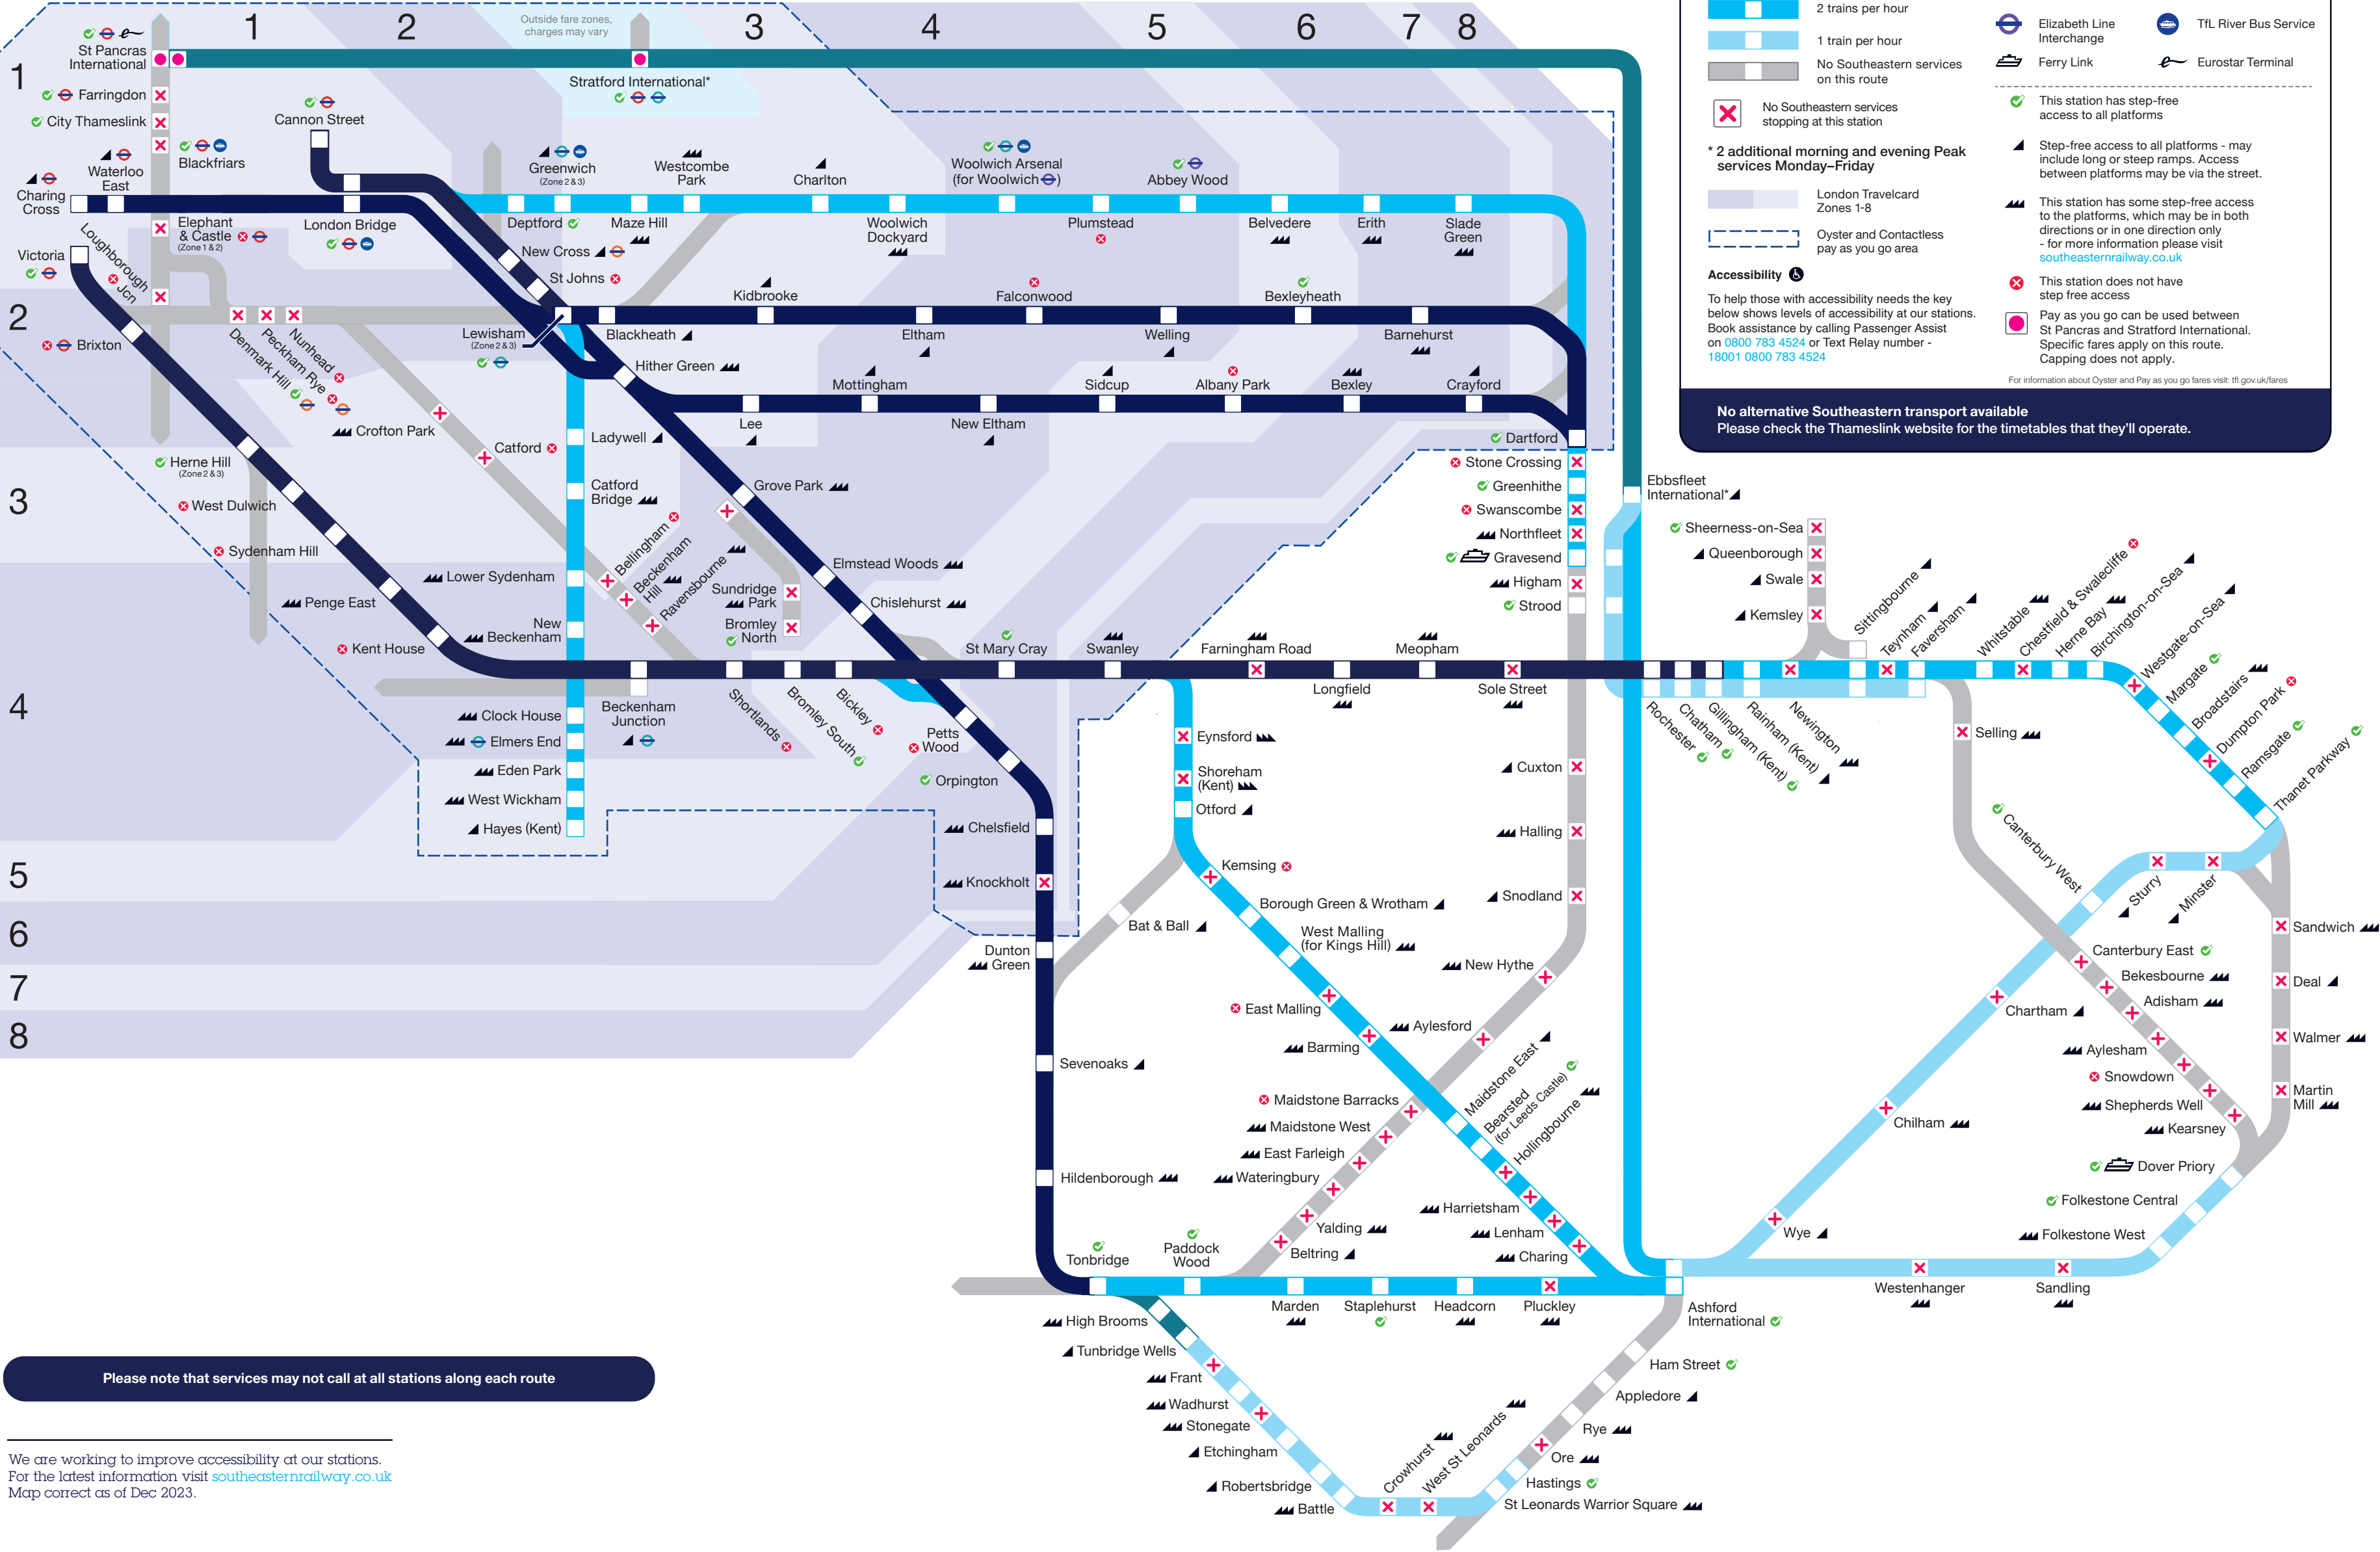 1
2
3
4
5
6
7
8
Outside fare zones,
charges may vary
1
2
3
4
5
6
7
8
St Pancras
International
Farringdon
City Thameslink
Blackfriars
Waterloo
East
Charing
Cross
Cannon Street
Elephant
& Castle
(Zone 1 & 2)
London Bridge
Victoria
Loughborough
Jcn
Stratford International*
Greenwich
(Zone 2 & 3)
Westcombe
Park
Charlton
Woolwich Arsenal
(for Woolwich)
Abbey Wood
Deptford
Maze Hill
Woolwich
Dockyard
Plumstead
Belvedere
Erith
Slade
Green
New Cross
St Johns
Lewisham
(Zone 2 & 3)
Blackheath
Kidbrooke
Eltham
Falconwood
Welling
Bexleyheath
Barnehurst
Hither Green
Mottingham
Sidcup
Albany Park
Bexley
Crayford
Lee
New Eltham
Brixton
Denmark Hill
Peckham Rye
Nunhead
Crofton Park
Catford
Ladywell
Catford
Bridge
Herne Hill
(Zone 2 & 3)
West Dulwich
Sydenham Hill
Penge East
Kent House
Lower Sydenham
New
Beckenham
Bellingham
Beckenham
Hill
Ravensbourne
Grove Park
Sundridge
Park
Bromley
North
Elmstead Woods
Chislehurst
Clock House
Elmers End
Eden Park
West Wickham
Hayes (Kent)
Beckenham
Junction
Shortlands
Bromley South
Bickley
Petts
Wood
Orpington
Chelsfield
Knockholt
Dunton
Green
Sevenoaks
Hildenborough
Tonbridge
St Mary Cray
Swanley
Farningham Road
Longfield
Meopham
Sole Street
Dartford
Stone Crossing
Greenhithe
Swanscombe
Northfleet
Gravesend
Higham
Strood
Ebbsfleet
International*
Sheerness-on-Sea
Queenborough
Swale
Kemsley
Rochester
Chatham
Gillingham (Kent)
Rainham (Kent)
Newington
Sittingbourne
Teynham
Faversham
Whitstable
Chestfield & Swalecliffe
Herne Bay
Birchington-on-Sea
Westgate-on-Sea
Margate
Broadstairs
Dumpton Park
Ramsgate
Thanet Parkway
Eynsford
Shoreham
(Kent)
Otford
Bat & Ball
Kemsing
Borough Green & Wrotham
West Malling
(for Kings Hill)
East Malling
Barming
Maidstone East
Bearsted
(for Leeds Castle)
Hollingbourne
Harrietsham
Lenham
Charing
Cuxton
Halling
Snodland
New Hythe
Aylesford
Maidstone Barracks
Maidstone West
East Farleigh
Wateringbury
Yalding
Beltring
Paddock
Wood
Marden
Staplehurst
Headcorn
Pluckley
Ashford
International
Selling
Canterbury East
Bekesbourne
Adisham
Aylesham
Snowdown
Shepherds Well
Kearsney
Dover Priory
Folkestone Central
Folkestone West
Sandling
Westenhanger
Canterbury West
Sturry
Minster
Chartham
Chilham
Wye
Sandwich
Deal
Walmer
Martin
Mill
High Brooms
Tunbridge Wells
Frant
Wadhurst
Stonegate
Etchingham
Robertsbridge
Battle
Crowhurst
West St Leonards
St Leonards Warrior Square
Hastings
Ore
Rye
Appledore
Ham Street
2 trains per hour
1 train per hour
No Southeastern services
on this route
No Southeastern services
stopping at this station
* 2 additional morning and evening Peak
services Monday–Friday
London Travelcard
Zones 1-8
Oyster and Contactless
pay as you go area
Accessibility
To help those with accessibility needs the key
below shows levels of accessibility at our stations.
Book assistance by calling Passenger Assist
on 0800 783 4524 or Text Relay number -
18001 0800 783 4524
Elizabeth Line
Interchange
TfL River Bus Service
Ferry Link
Eurostar Terminal
This station has step-free
access to all platforms
Step-free access to all platforms - may
include long or steep ramps. Access
between platforms may be via the street.
This station has some step-free access
to the platforms, which may be in both
directions or in one direction only
- for more information please visit
southeasternrailway.co.uk
This station does not have
step free access
Pay as you go can be used between
St Pancras and Stratford International.
Specific fares apply on this route.
Capping does not apply.
For information about Oyster and Pay as you go fares visit: tfl.gov.uk/fares
No alternative Southeastern transport available
Please check the Thameslink website for the timetables that they'll operate.
Please note that services may not call at all stations along each route
We are working to improve accessibility at our stations.
For the latest information visit southeasternrailway.co.uk
Map correct as of Dec 2023.